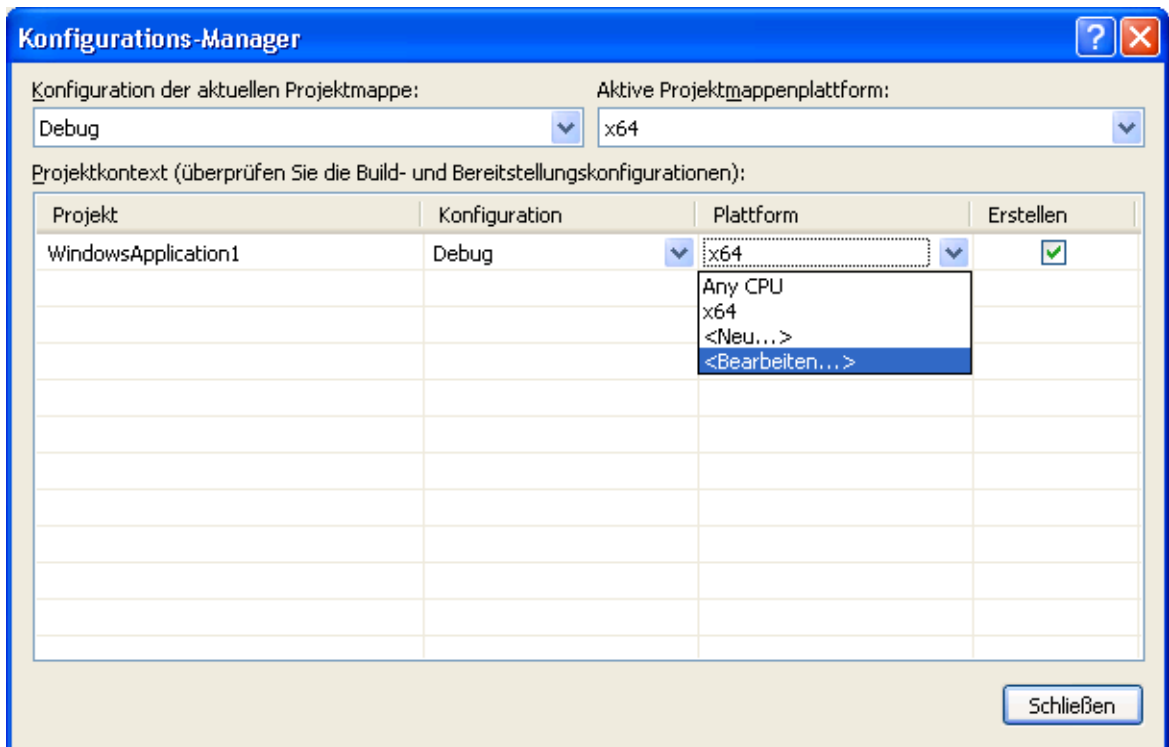 Konfigurations-Manager
Konfiguration der aktuellen Projektmappe:
Aktive Projektmappenplattform:
Debug
x64
Projektkontext (überprüfen Sie die Build- und Bereitstellungskonfigurationen):
Projekt Konfiguration Plattform Erstellen
WindowsApplication1 Debug x64
Any CPU
x64
<Neu...>
<Bearbeiten...>
Schließen